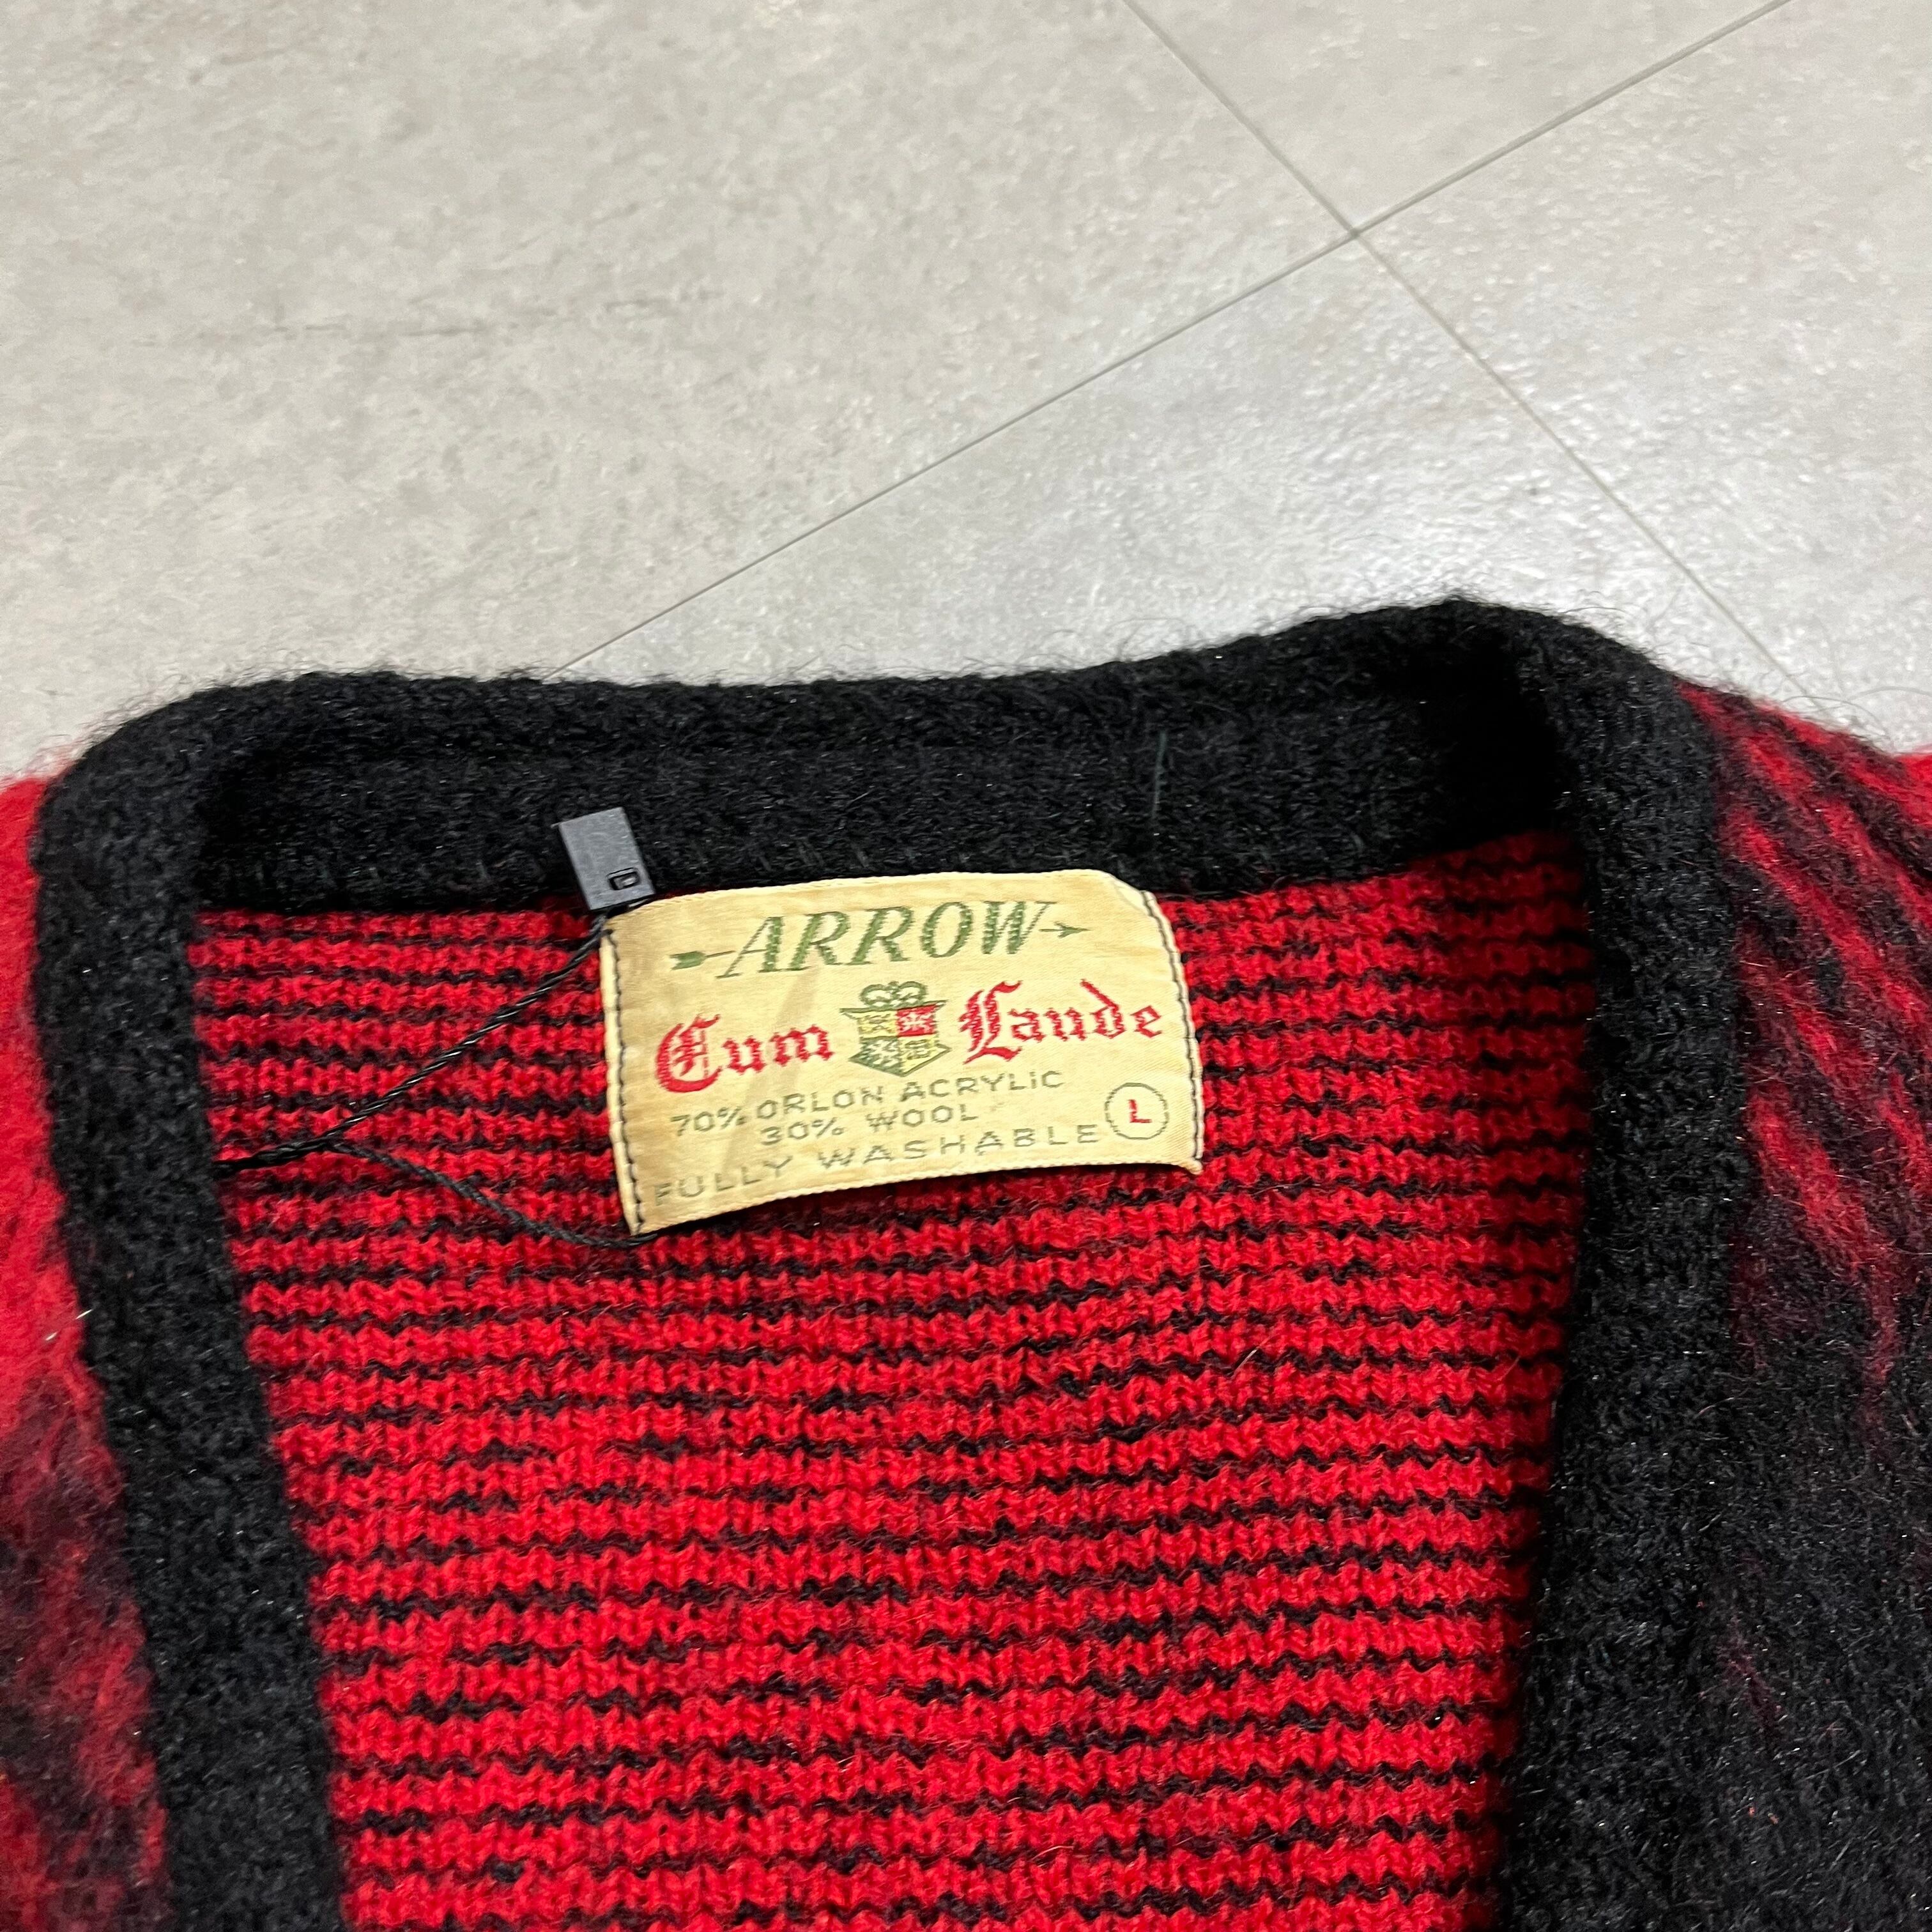 ARROW
Cum Laude
70% ORLON ACRYLIC
30% WOOL
FULLY WASHABLE
L